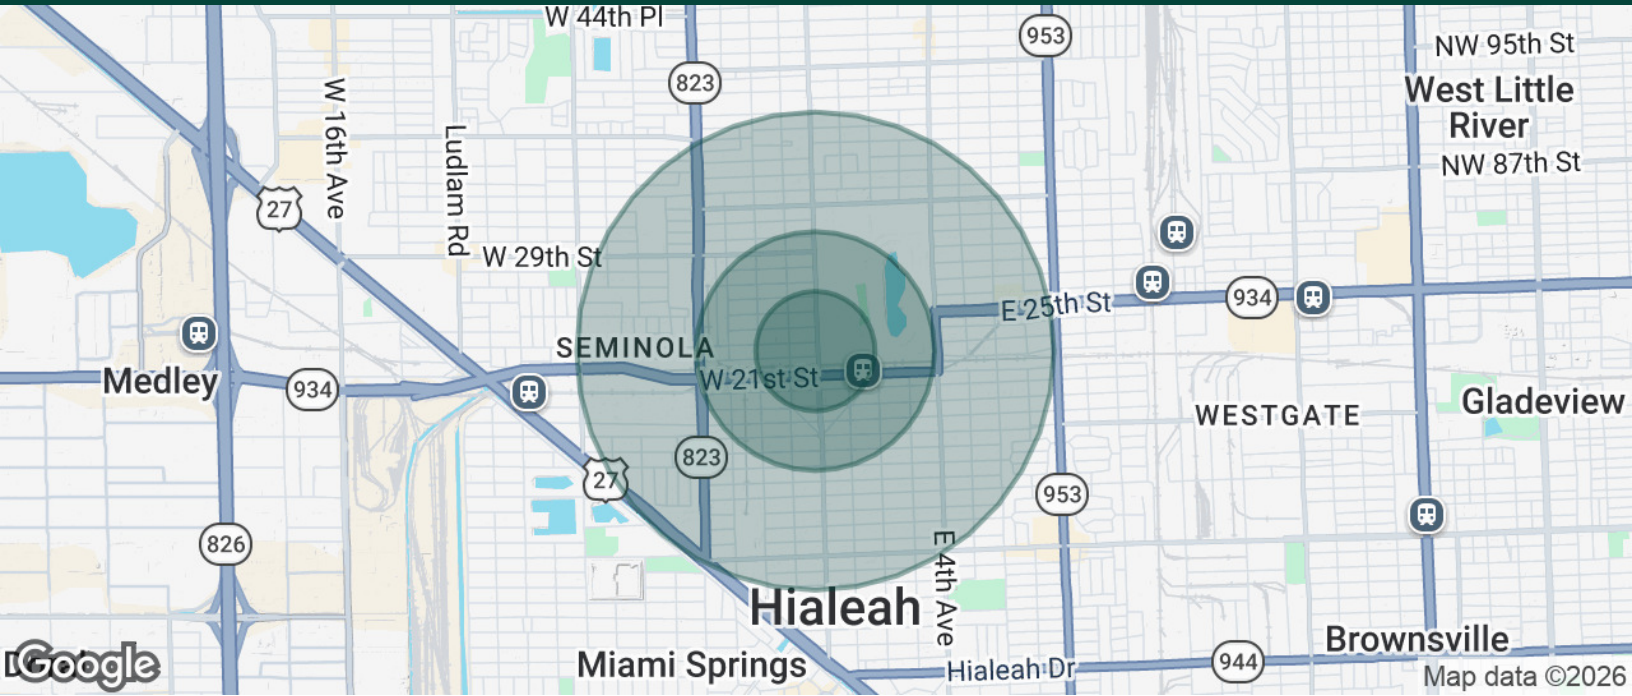 W 44th Pl
953
NW 95th St
823
West Little
River
W 16th Ave
Ludlam Rd
NW 87th St
27
W 29th St
E 25th St
934
SEMINOLA
W 21st St
Medley
934
WESTGATE
Gladeview
823
27
953
826
E 4th Ave
Hialeah
Brownsville
Miami Springs
Hialeah Dr
944
Google
Map data ©2026